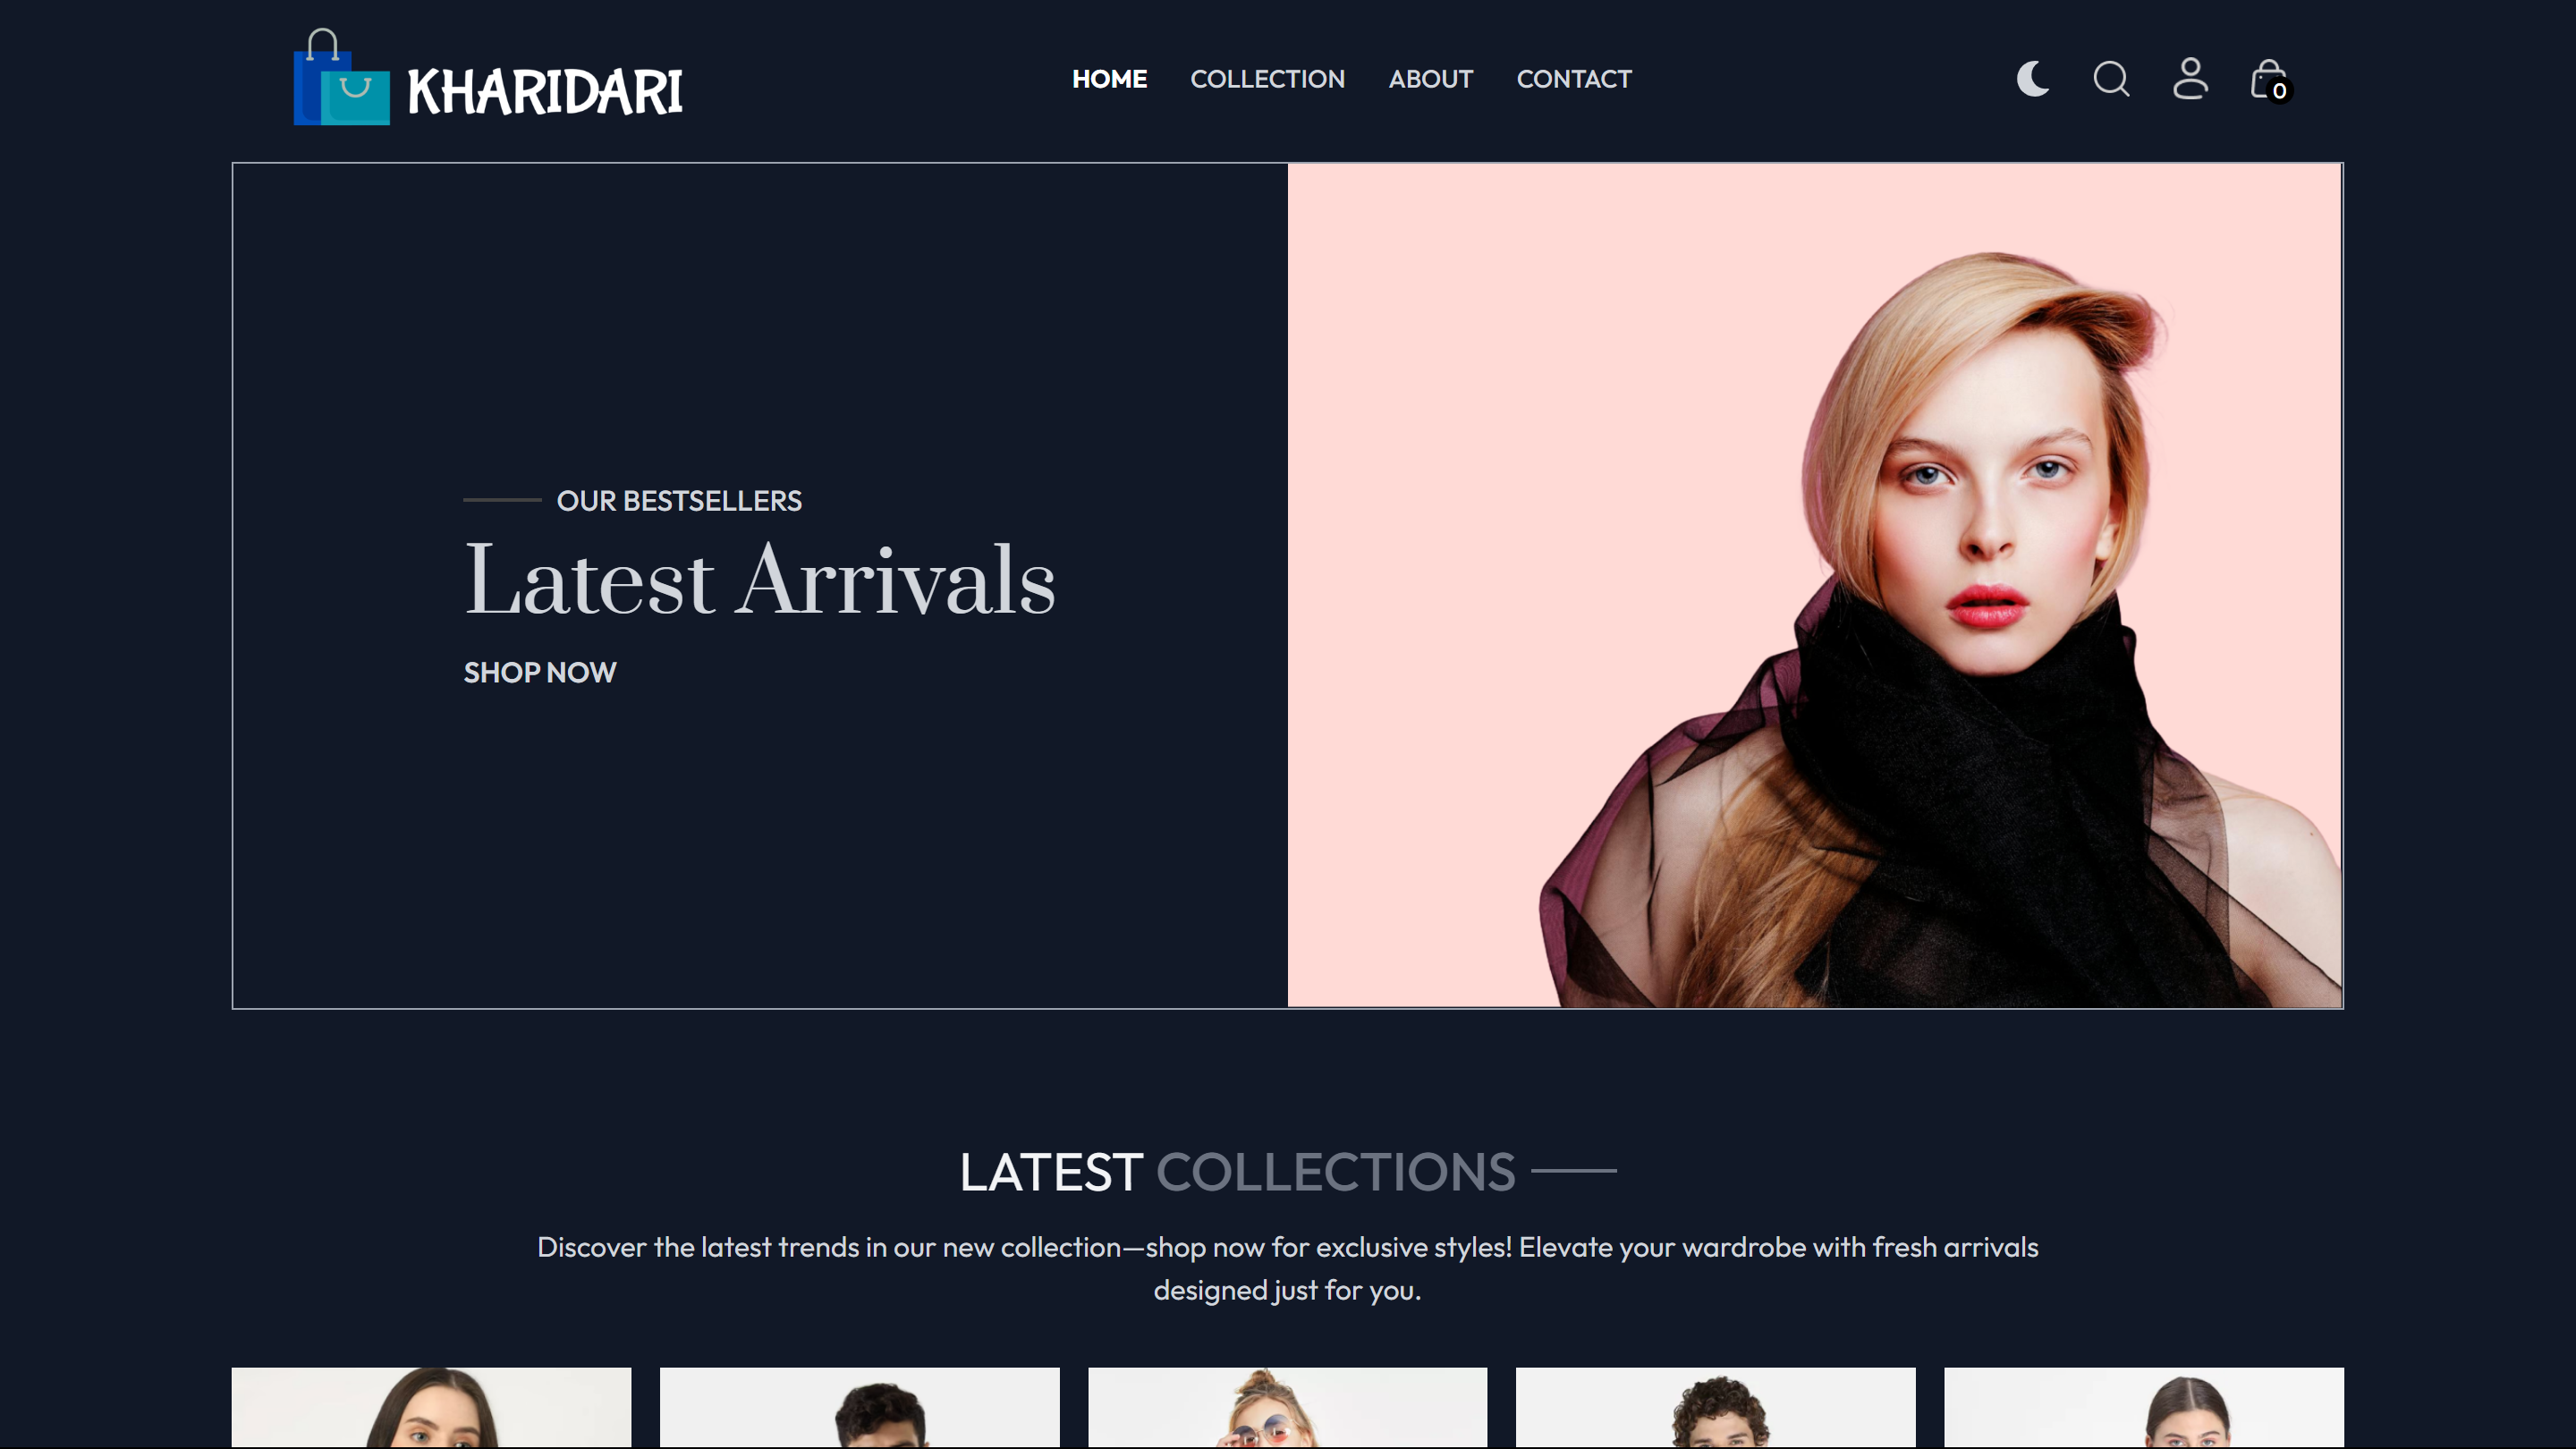 KHARIDARI
HOME COLLECTION ABOUT CONTACT
0
OUR BESTSELLERS
Latest Arrivals
SHOP NOW
LATEST COLLECTIONS
Discover the latest trends in our new collection—shop now for exclusive styles! Elevate your wardrobe with fresh arrivals
designed just for you.